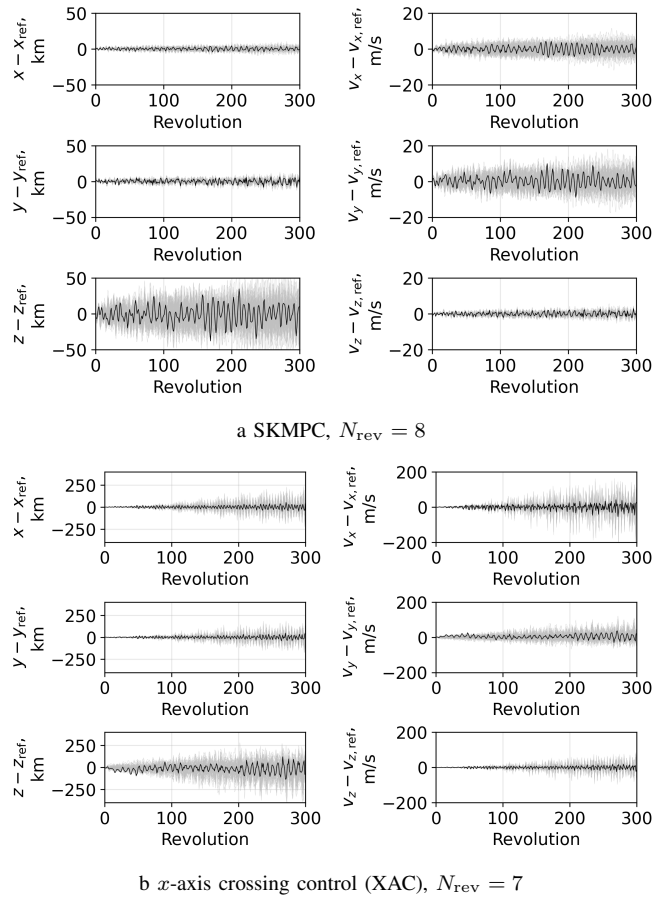 x − x_ref, km
50
0
−50
0 100 200 300
Revolution
v_x − v_x,ref, m/s
20
0
−20
0 100 200 300
Revolution
y − y_ref, km
50
0
−50
0 100 200 300
Revolution
v_y − v_y,ref, m/s
20
0
−20
0 100 200 300
Revolution
z − z_ref, km
50
0
−50
0 100 200 300
Revolution
v_z − v_z,ref, m/s
20
0
−20
0 100 200 300
Revolution
a SKMPC, N_rev = 8
x − x_ref, km
250
0
−250
0 100 200 300
Revolution
v_x − v_x,ref, m/s
200
0
−200
0 100 200 300
Revolution
y − y_ref, km
250
0
−250
0 100 200 300
Revolution
v_y − v_y,ref, m/s
200
0
−200
0 100 200 300
Revolution
z − z_ref, km
250
0
−250
0 100 200 300
Revolution
v_z − v_z,ref, m/s
200
0
−200
0 100 200 300
Revolution
b x-axis crossing control (XAC), N_rev = 7